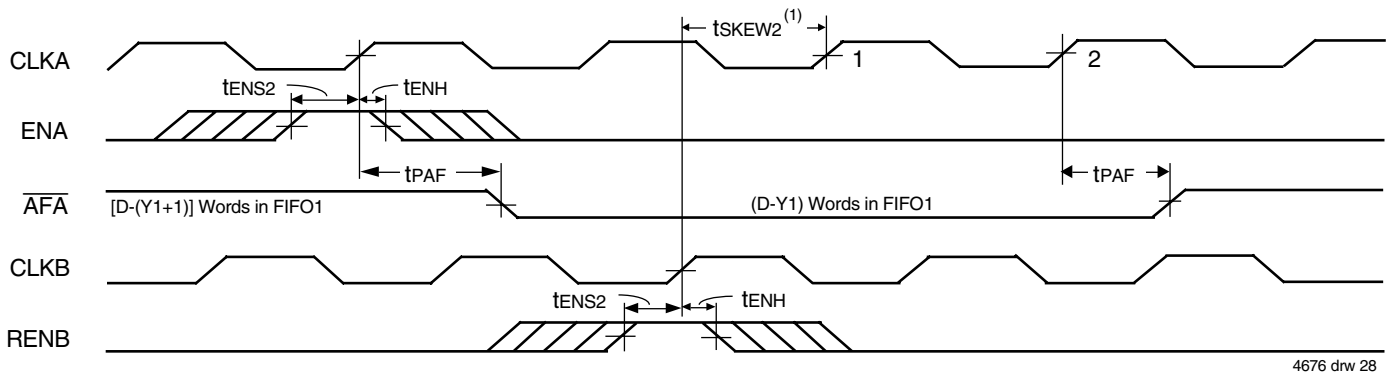 tSKEW2(1)
CLKA
1
2
tENS2
tENH
ENA
tPAF
tPAF
AFA
[D-(Y1+1)] Words in FIFO1
(D-Y1) Words in FIFO1
CLKB
tENS2
tENH
RENB
4676 drw 28